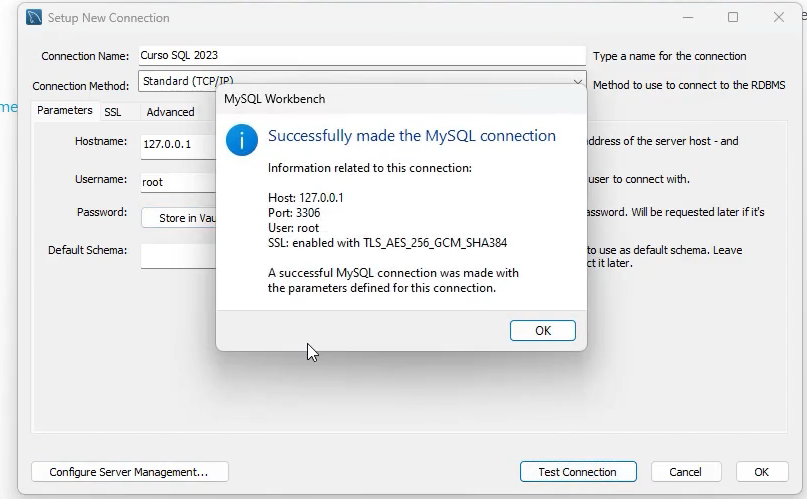 Setup New Connection
Connection Name: Curso SQL 2023 Type a name for the connection
Connection Method: Standard (TCP/IP) Method to use to connect to the RDBMS
Parameters SSL Advanced
MySQL Workbench
Successfully made the MySQL connection
Information related to this connection:
Host: 127.0.0.1
Port: 3306
User: root
SSL: enabled with TLS_AES_256_GCM_SHA384
A successful MySQL connection was made with
the parameters defined for this connection.
OK
Hostname: 127.0.0.1 address of the server host - and
Username: root user to connect with.
Password: Store in Vau assword. Will be requested later if it's
Default Schema: to use as default schema. Leave
ct it later.
Configure Server Management... Test Connection Cancel OK